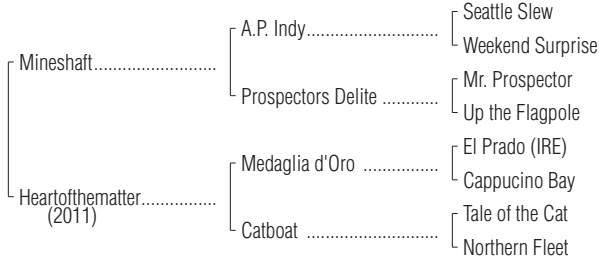 Seattle Slew
A.P. Indy............................
Weekend Surprise
Mineshaft..........................
Mr. Prospector
Prospectors Delite ............
Up the Flagpole
El Prado (IRE)
Medaglia d'Oro ................
Cappucino Bay
Heartofthematter................
(2011)
Tale of the Cat
Catboat ............................
Northern Fleet